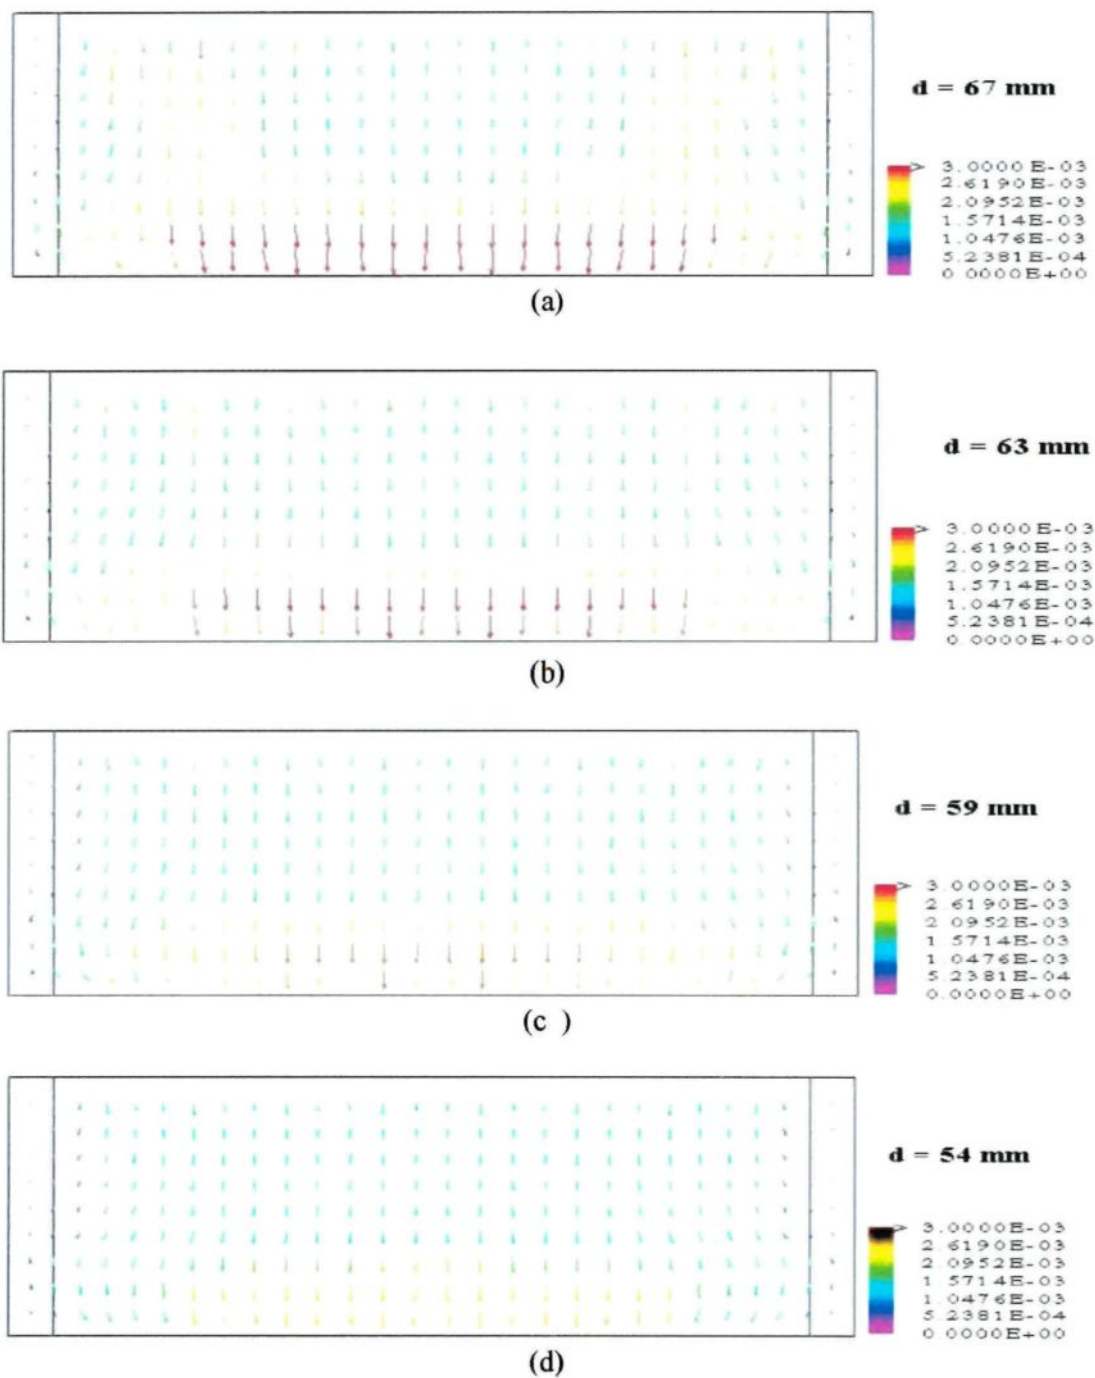 d = 67 mm
3.0000E-03
2.6190E-03
2.0952E-03
1.5714E-03
1.0476E-03
5.2381E-04
0.0000E+00
(a)
d = 63 mm
3.0000E-03
2.6190E-03
2.0952E-03
1.5714E-03
1.0476E-03
5.2381E-04
0.0000E+00
(b)
d = 59 mm
3.0000E-03
2.6190E-03
2.0952E-03
1.5714E-03
1.0476E-03
5.2381E-04
0.0000E+00
(c )
d = 54 mm
3.0000E-03
2.6190E-03
2.0952E-03
1.5714E-03
1.0476E-03
5.2381E-04
0.0000E+00
(d)